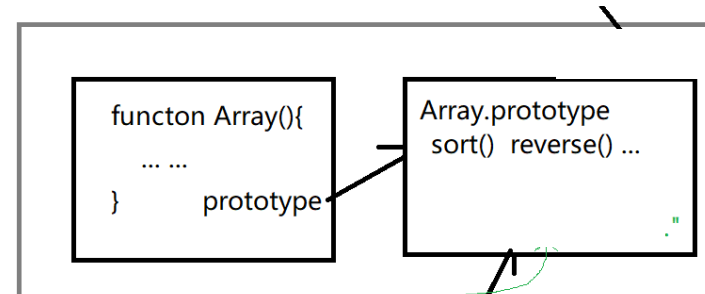 functon Array(){
... ...
} prototype
Array.prototype
sort() reverse() ...
."